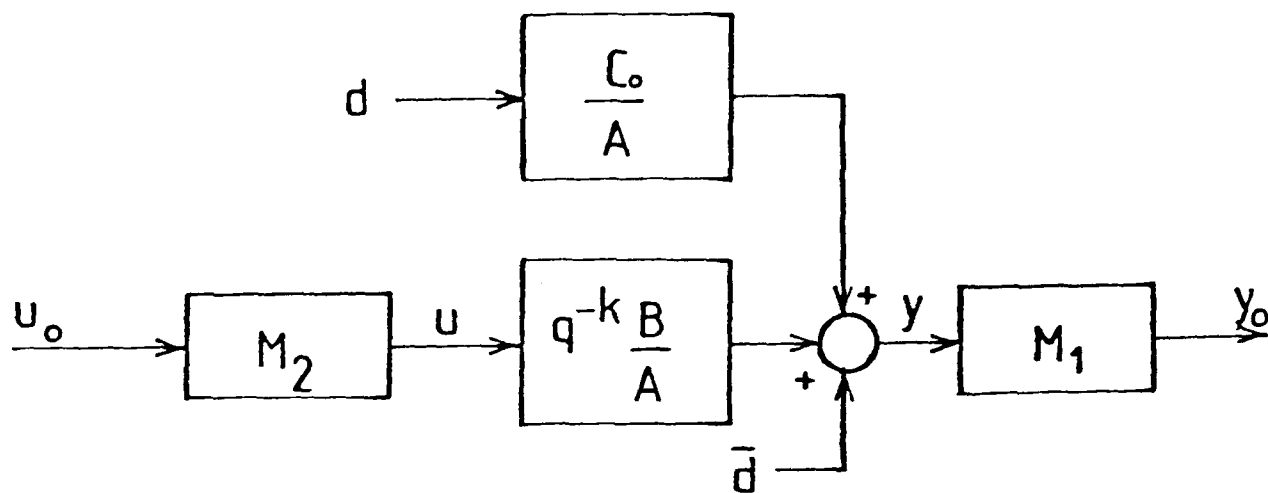 d
C₀
A
u₀
M₂
u
q⁻ᵏ B
A
+
+
y
M₁
y₀
d̄